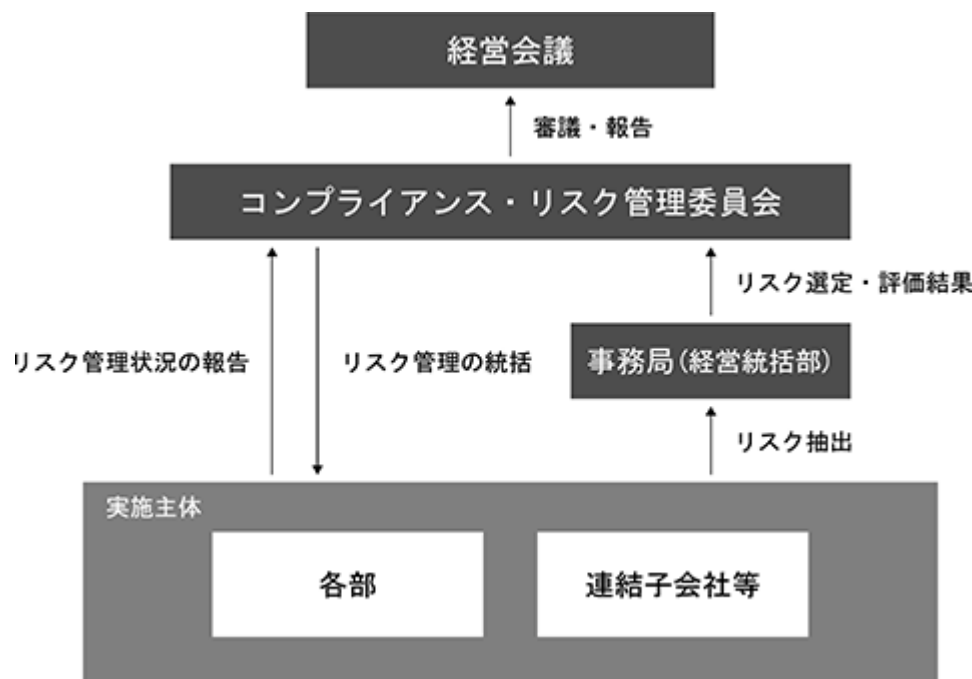 経営会議
審議・報告
コンプライアンス・リスク管理委員会
リスク選定・評価結果
リスク管理状況の報告
リスク管理の統括
事務局(経営統括部)
リスク抽出
実施主体
各部
連結子会社等